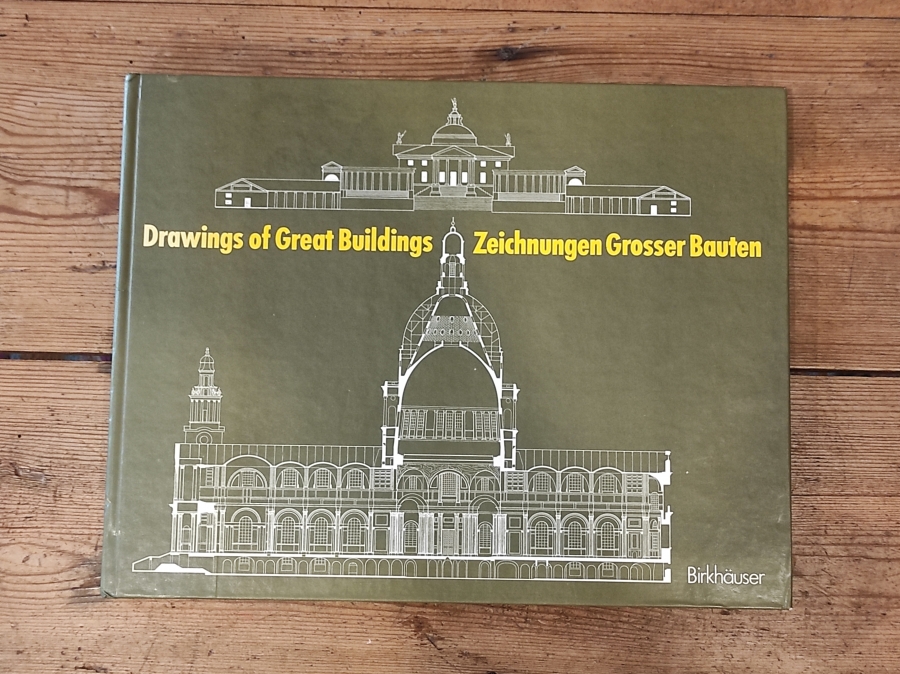 Drawings of Great Buildings
Zeichnungen Grosser Bauten
Birkhäuser